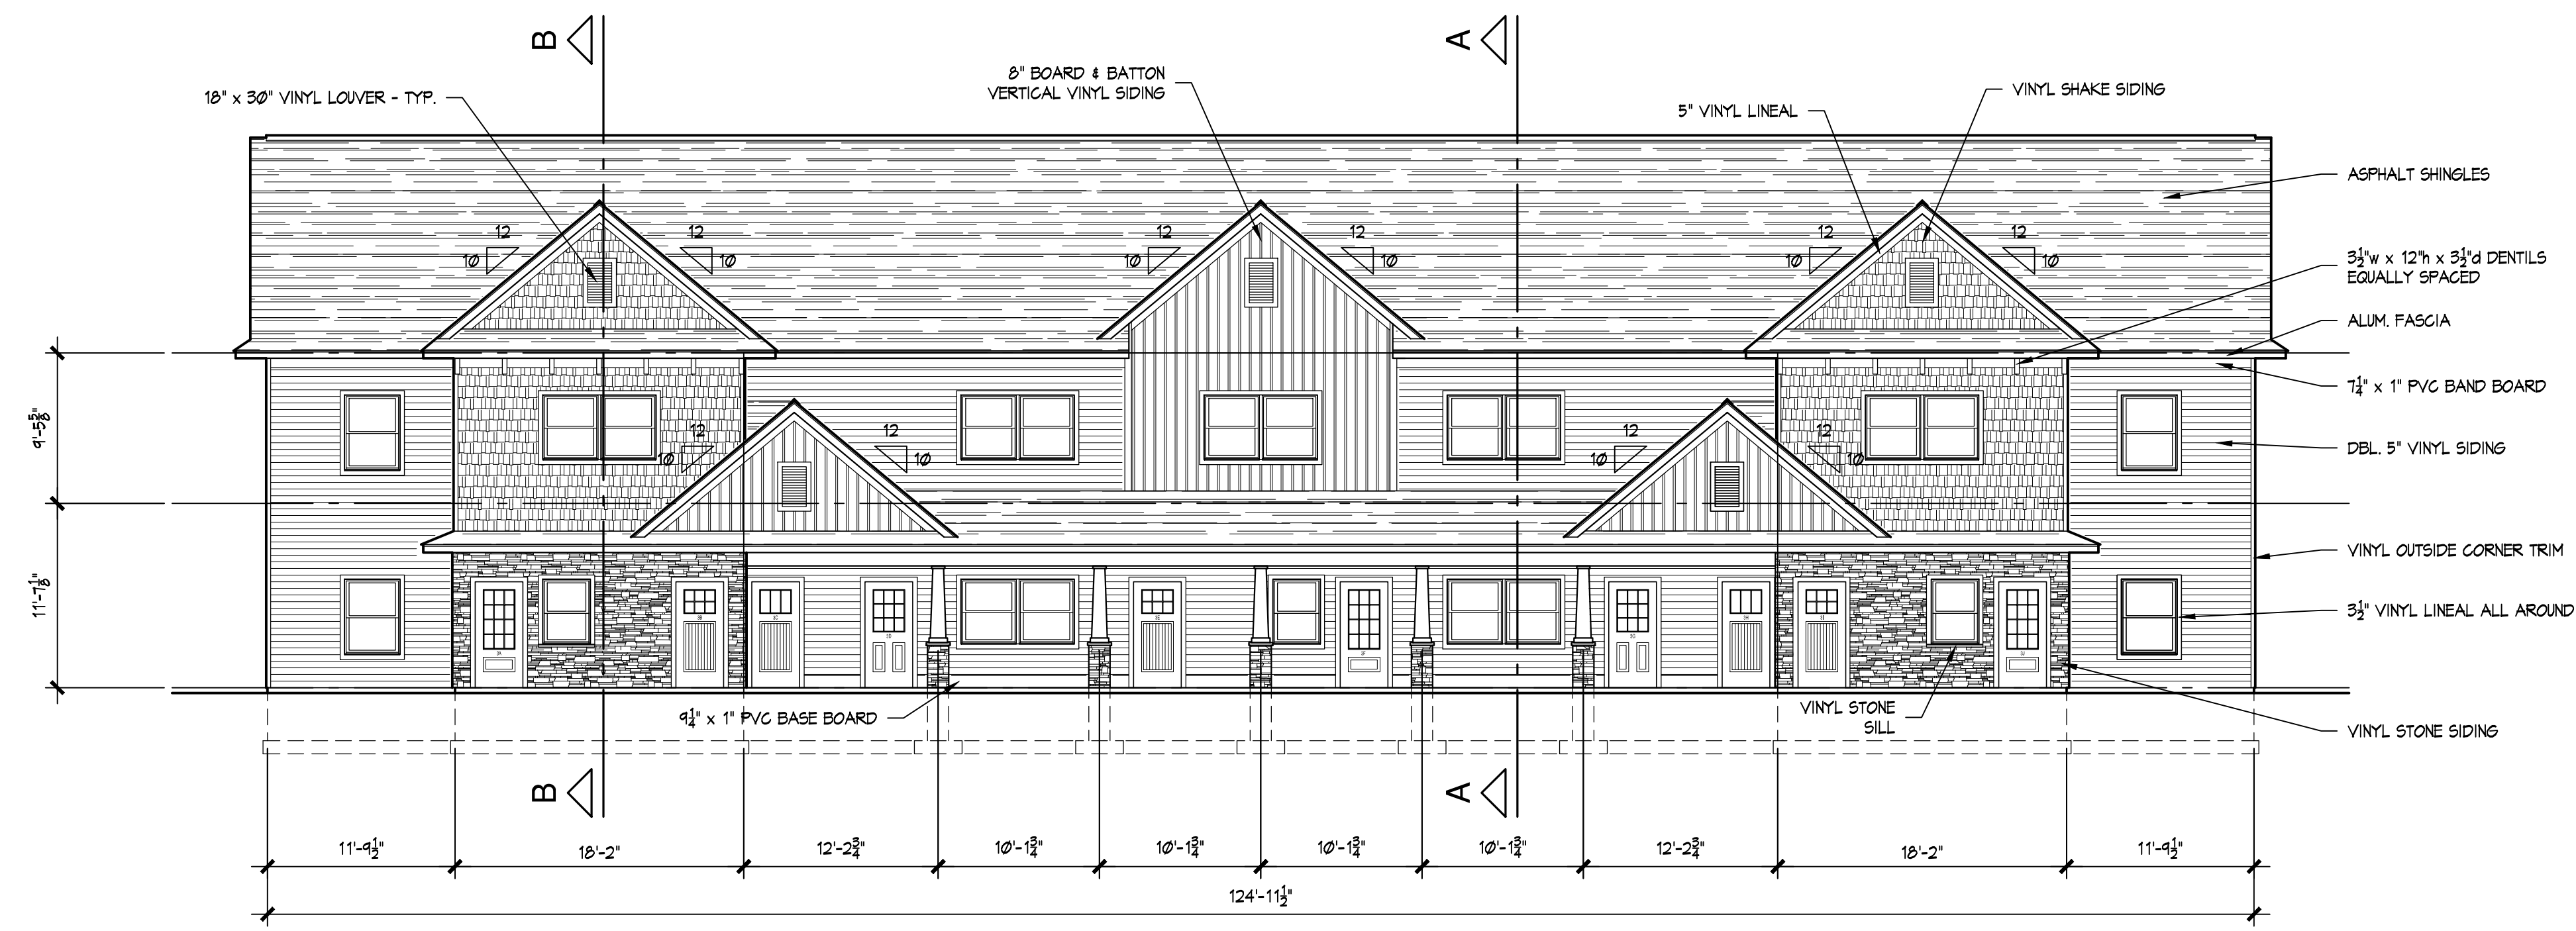 B
A
8" BOARD & BATTON
VERTICAL VINYL SIDING
18" x 30" VINYL LOUVER - TYP.
5" VINYL LINEAL
VINYL SHAKE SIDING
ASPHALT SHINGLES
12
10
12
10
12
10
12
10
12
10
12
10
3½"w x 12"h x 3½"d DENTILS
EQUALLY SPACED
ALUM. FASCIA
7¼" x 1" PVC BAND BOARD
9'-5⅝"
12
10
12
10
12
10
12
10
DBL. 5" VINYL SIDING
VINYL OUTSIDE CORNER TRIM
11'-7⅛"
3½" VINYL LINEAL ALL AROUND
9¼" x 1" PVC BASE BOARD
VINYL STONE
SILL
VINYL STONE SIDING
B
A
11'-9½"
18'-2"
12'-2¾"
10'-1¾"
10'-1¾"
10'-1¾"
10'-1¾"
12'-2¾"
18'-2"
11'-9½"
124'-11½"